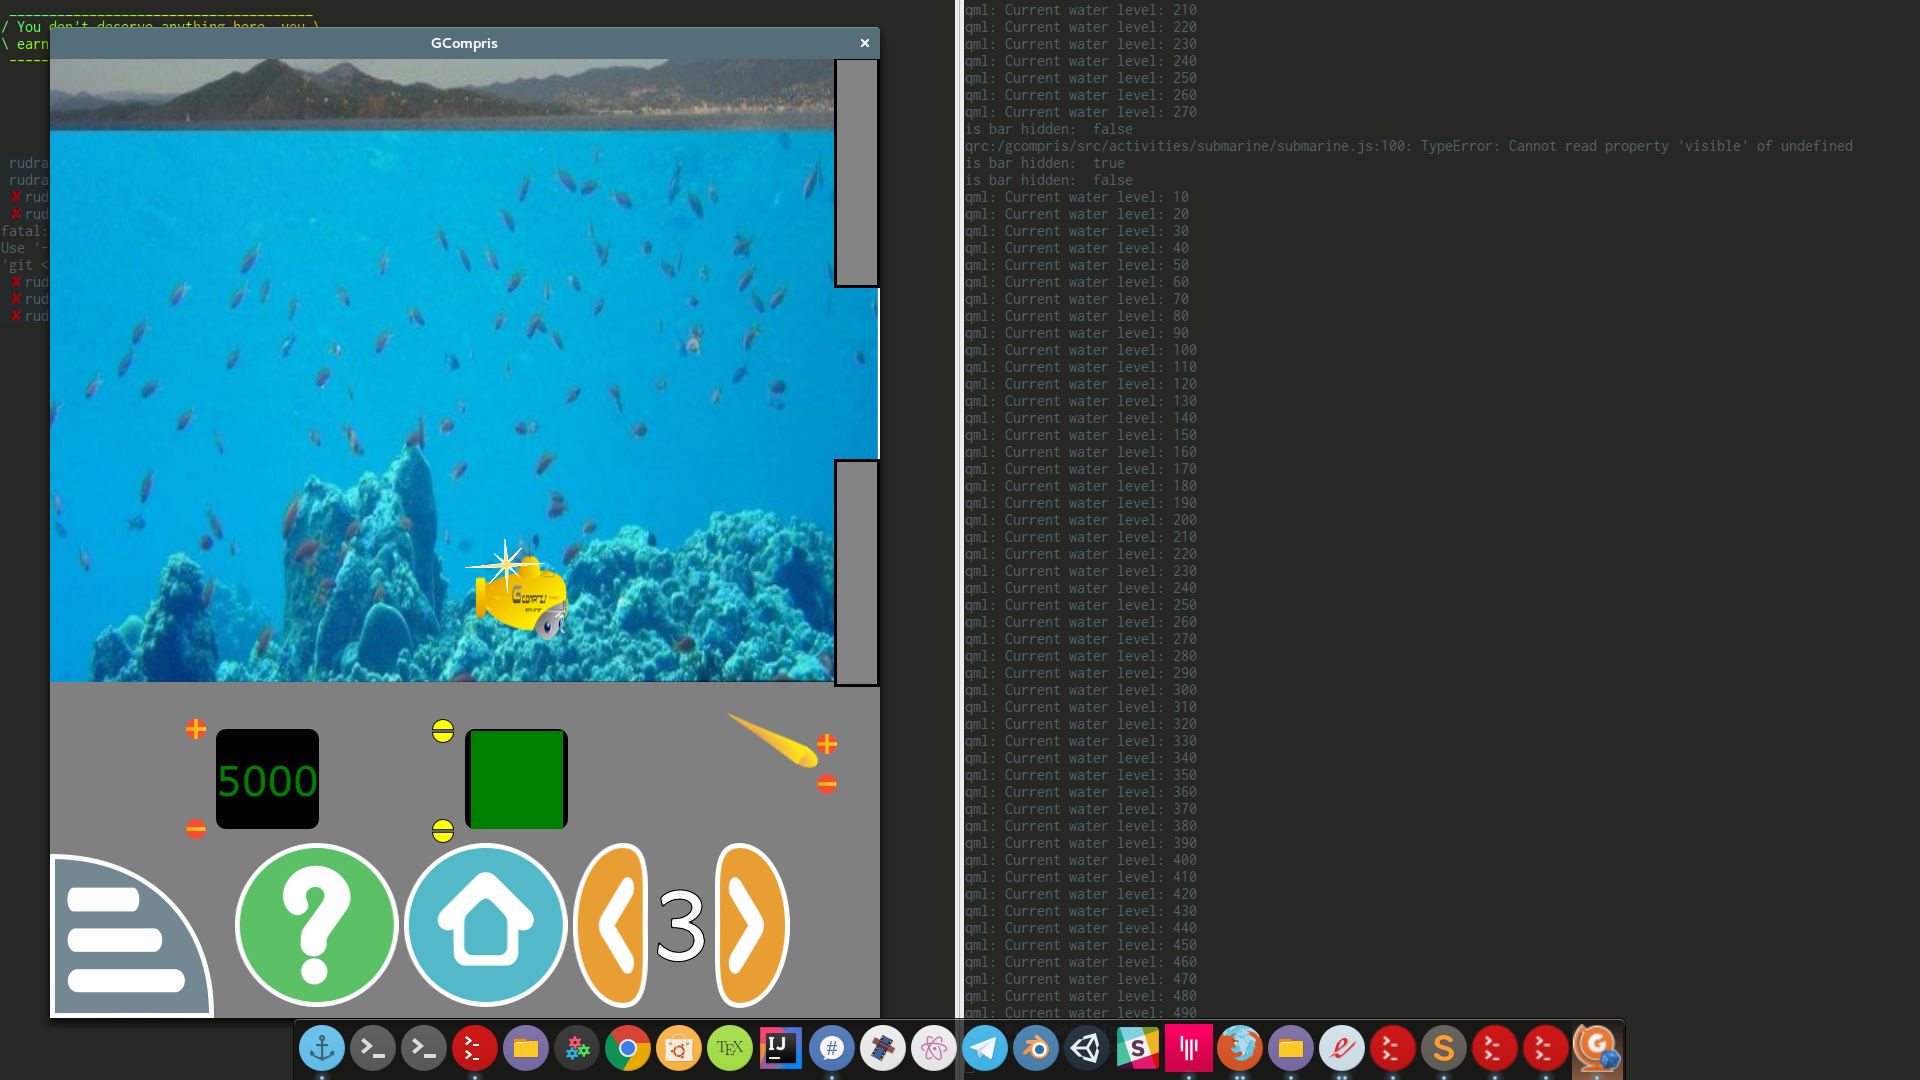 / You don't deserve anything here, you \
\ earn
GCompris
rudra
rudra
✘rud
✘rud
fatal:
Use '-
'git <
✘rud
✘rud
✘rud
GCOMPRIS
5000
?
3
qml: Current water level: 210
qml: Current water level: 220
qml: Current water level: 230
qml: Current water level: 240
qml: Current water level: 250
qml: Current water level: 260
qml: Current water level: 270
is bar hidden:  false
qrc:/gcompris/src/activities/submarine/submarine.js:100: TypeError: Cannot read property 'visible' of undefined
is bar hidden:  true
is bar hidden:  false
qml: Current water level: 10
qml: Current water level: 20
qml: Current water level: 30
qml: Current water level: 40
qml: Current water level: 50
qml: Current water level: 60
qml: Current water level: 70
qml: Current water level: 80
qml: Current water level: 90
qml: Current water level: 100
qml: Current water level: 110
qml: Current water level: 120
qml: Current water level: 130
qml: Current water level: 140
qml: Current water level: 150
qml: Current water level: 160
qml: Current water level: 170
qml: Current water level: 180
qml: Current water level: 190
qml: Current water level: 200
qml: Current water level: 210
qml: Current water level: 220
qml: Current water level: 230
qml: Current water level: 240
qml: Current water level: 250
qml: Current water level: 260
qml: Current water level: 270
qml: Current water level: 280
qml: Current water level: 290
qml: Current water level: 300
qml: Current water level: 310
qml: Current water level: 320
qml: Current water level: 330
qml: Current water level: 340
qml: Current water level: 350
qml: Current water level: 360
qml: Current water level: 370
qml: Current water level: 380
qml: Current water level: 390
qml: Current water level: 400
qml: Current water level: 410
qml: Current water level: 420
qml: Current water level: 430
qml: Current water level: 440
qml: Current water level: 450
qml: Current water level: 460
qml: Current water level: 470
qml: Current water level: 480
qml: Current water level: 490
TEX
IJ
#
S
S
G